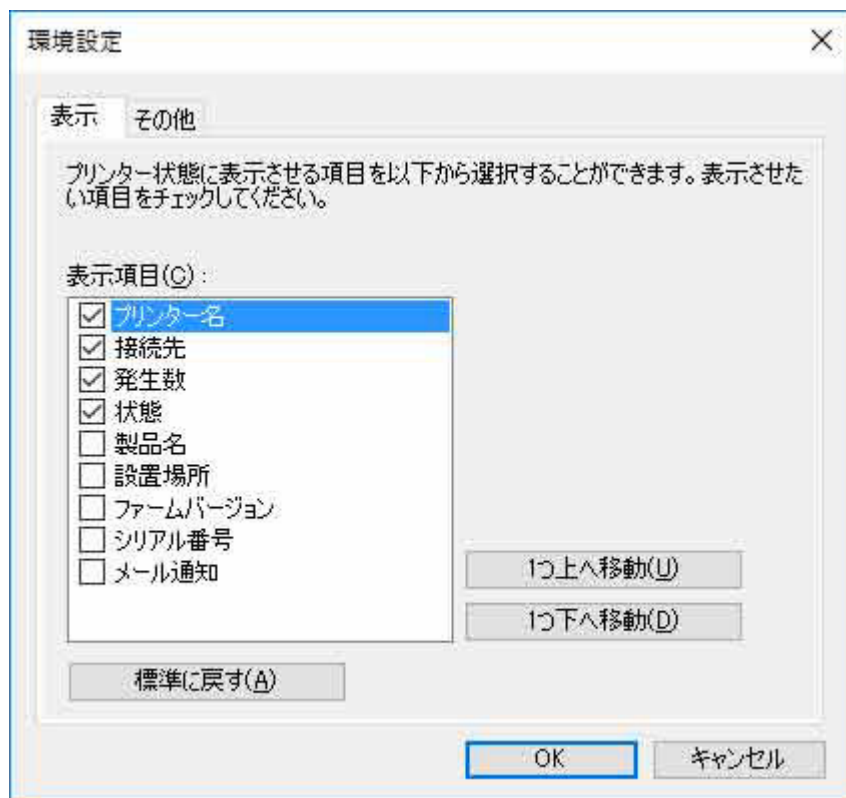 環境設定
表示
その他
プリンター状態に表示させる項目を以下から選択することができます。表示させた
い項目をチェックしてください。
表示項目(C):
プリンター名
接続先
発生数
状態
製品名
設置場所
ファームバージョン
シリアル番号
メール通知
1つ上へ移動(U)
1つ下へ移動(D)
標準に戻す(A)
OK
キャンセル